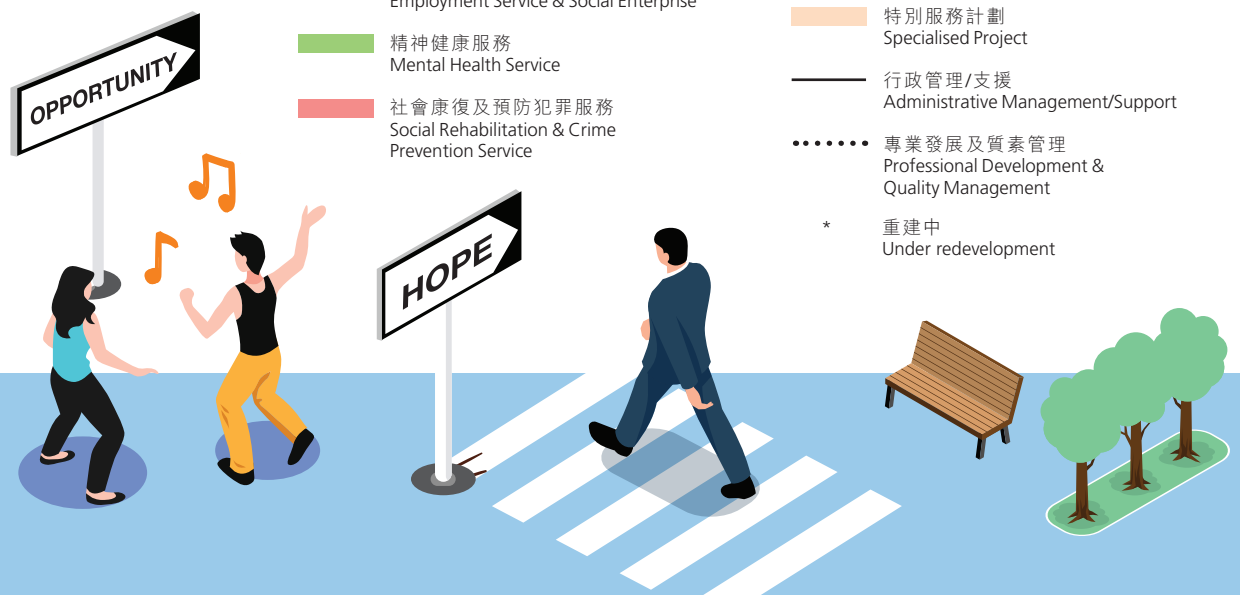 OPPORTUNITY
Employment Service & Social Enterprise
精神健康服務
Mental Health Service
社會康復及預防犯罪服務
Social Rehabilitation & Crime
Prevention Service
HOPE
特別服務計劃
Specialised Project
行政管理/支援
Administrative Management/Support
專業發展及質素管理
Professional Development &
Quality Management
* 重建中
Under redevelopment